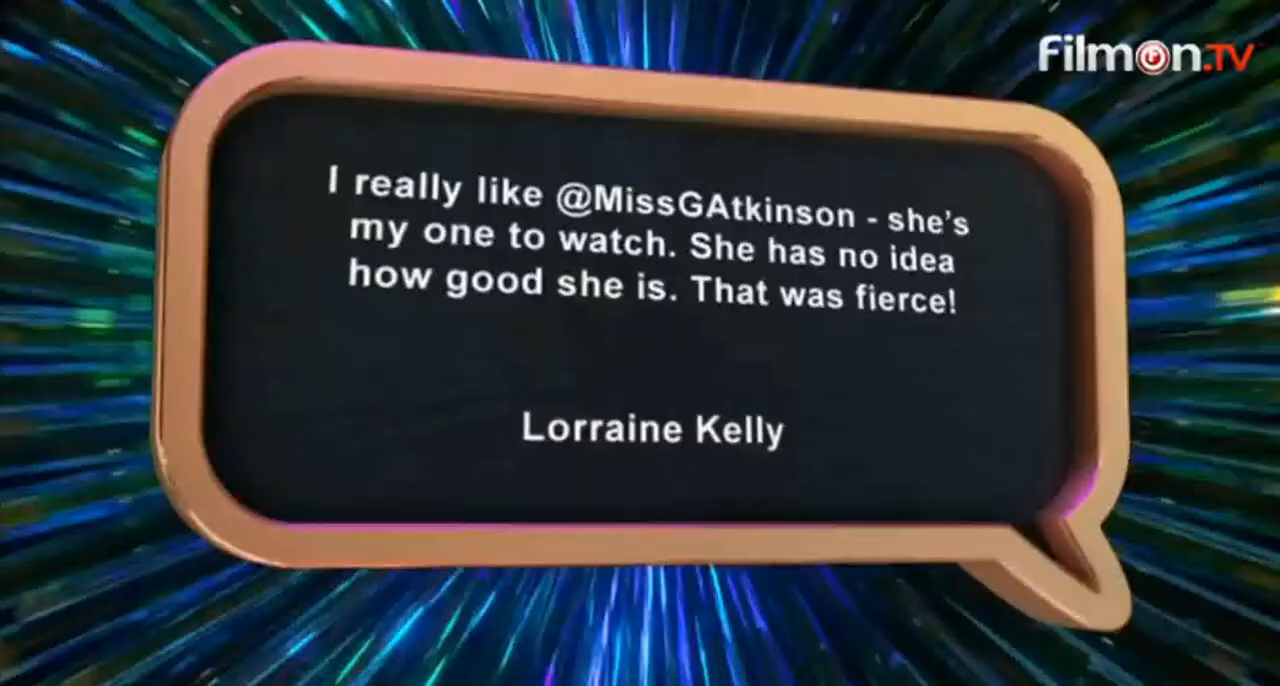 Filmon.TV
I really like @MissGAtkinson - she's
my one to watch. She has no idea
how good she is. That was fierce!
Lorraine Kelly